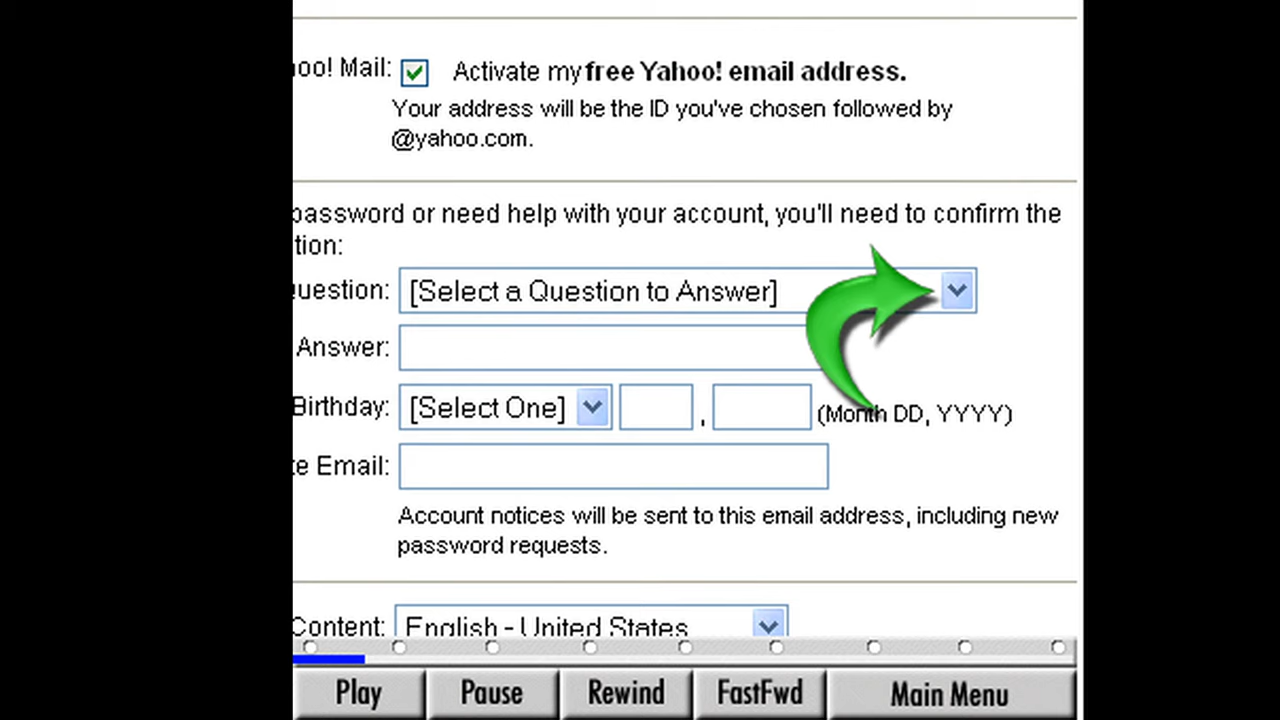 oo! Mail: Activate my free Yahoo! email address.
Your address will be the ID you've chosen followed by
@yahoo.com.
password or need help with your account, you'll need to confirm the
tion:
uestion: [Select a Question to Answer]
Answer:
Birthday: [Select One] , (Month DD, YYYY)
te Email:
Account notices will be sent to this email address, including new
password requests.
Content: English - United States
Play Pause Rewind FastFwd Main Menu